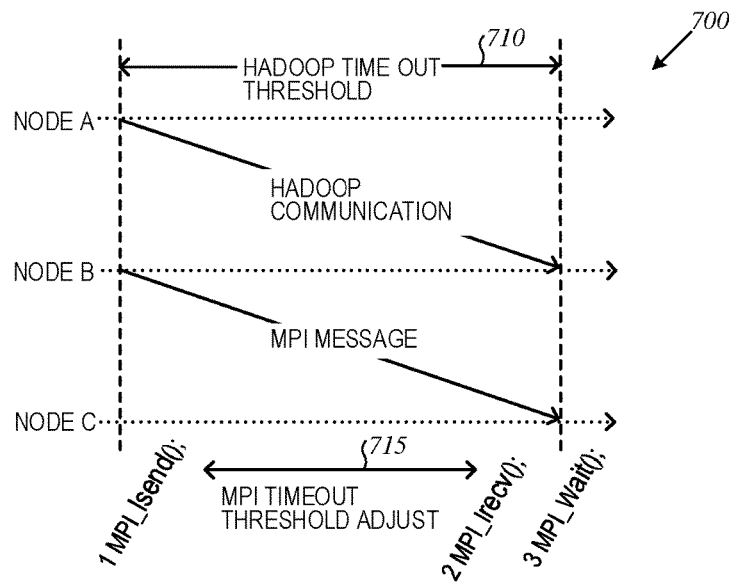 700
710
HADOOP TIME OUT
THRESHOLD
NODE A
HADOOP
COMMUNICATION
NODE B
MPI MESSAGE
NODE C
715
MPI TIMEOUT
THRESHOLD ADJUST
1 MPI_Isend();
2 MPI_Irecv();
3 MPI_Wait();